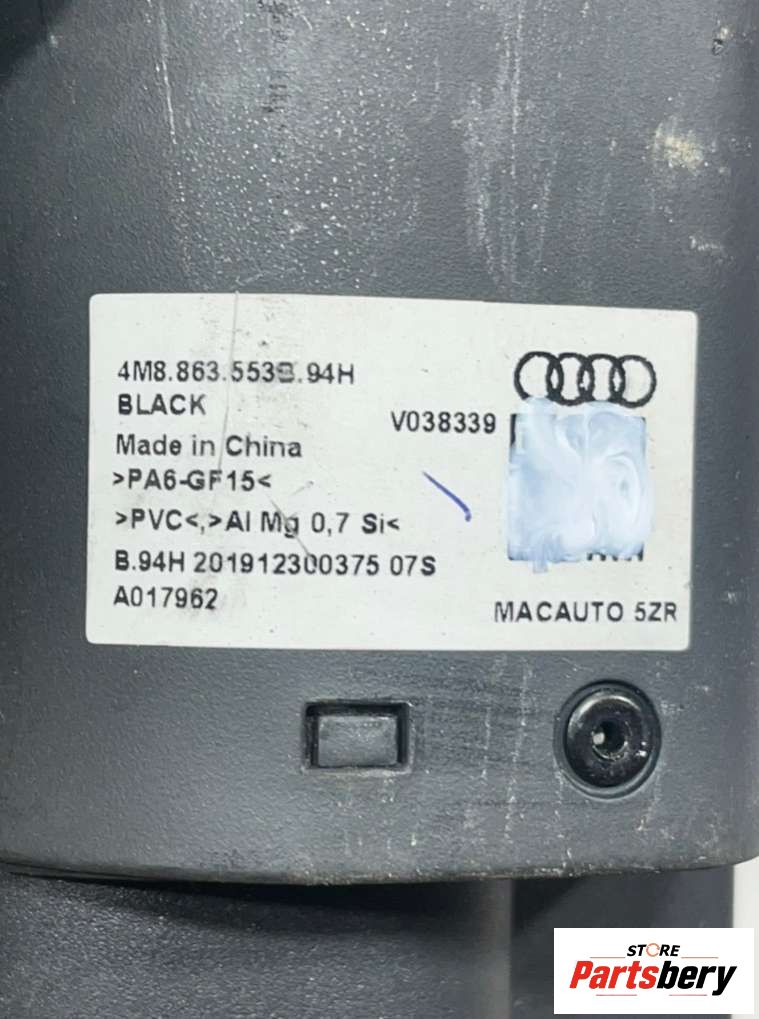 4M8.863.553B.94H
BLACK
V038339
Made in China
>PA6-GF15<
>PVC<,>Al Mg 0,7 Si<
B.94H 201912300375 07S
A017962
MACAUTO 5ZR
STORE
Partsbery